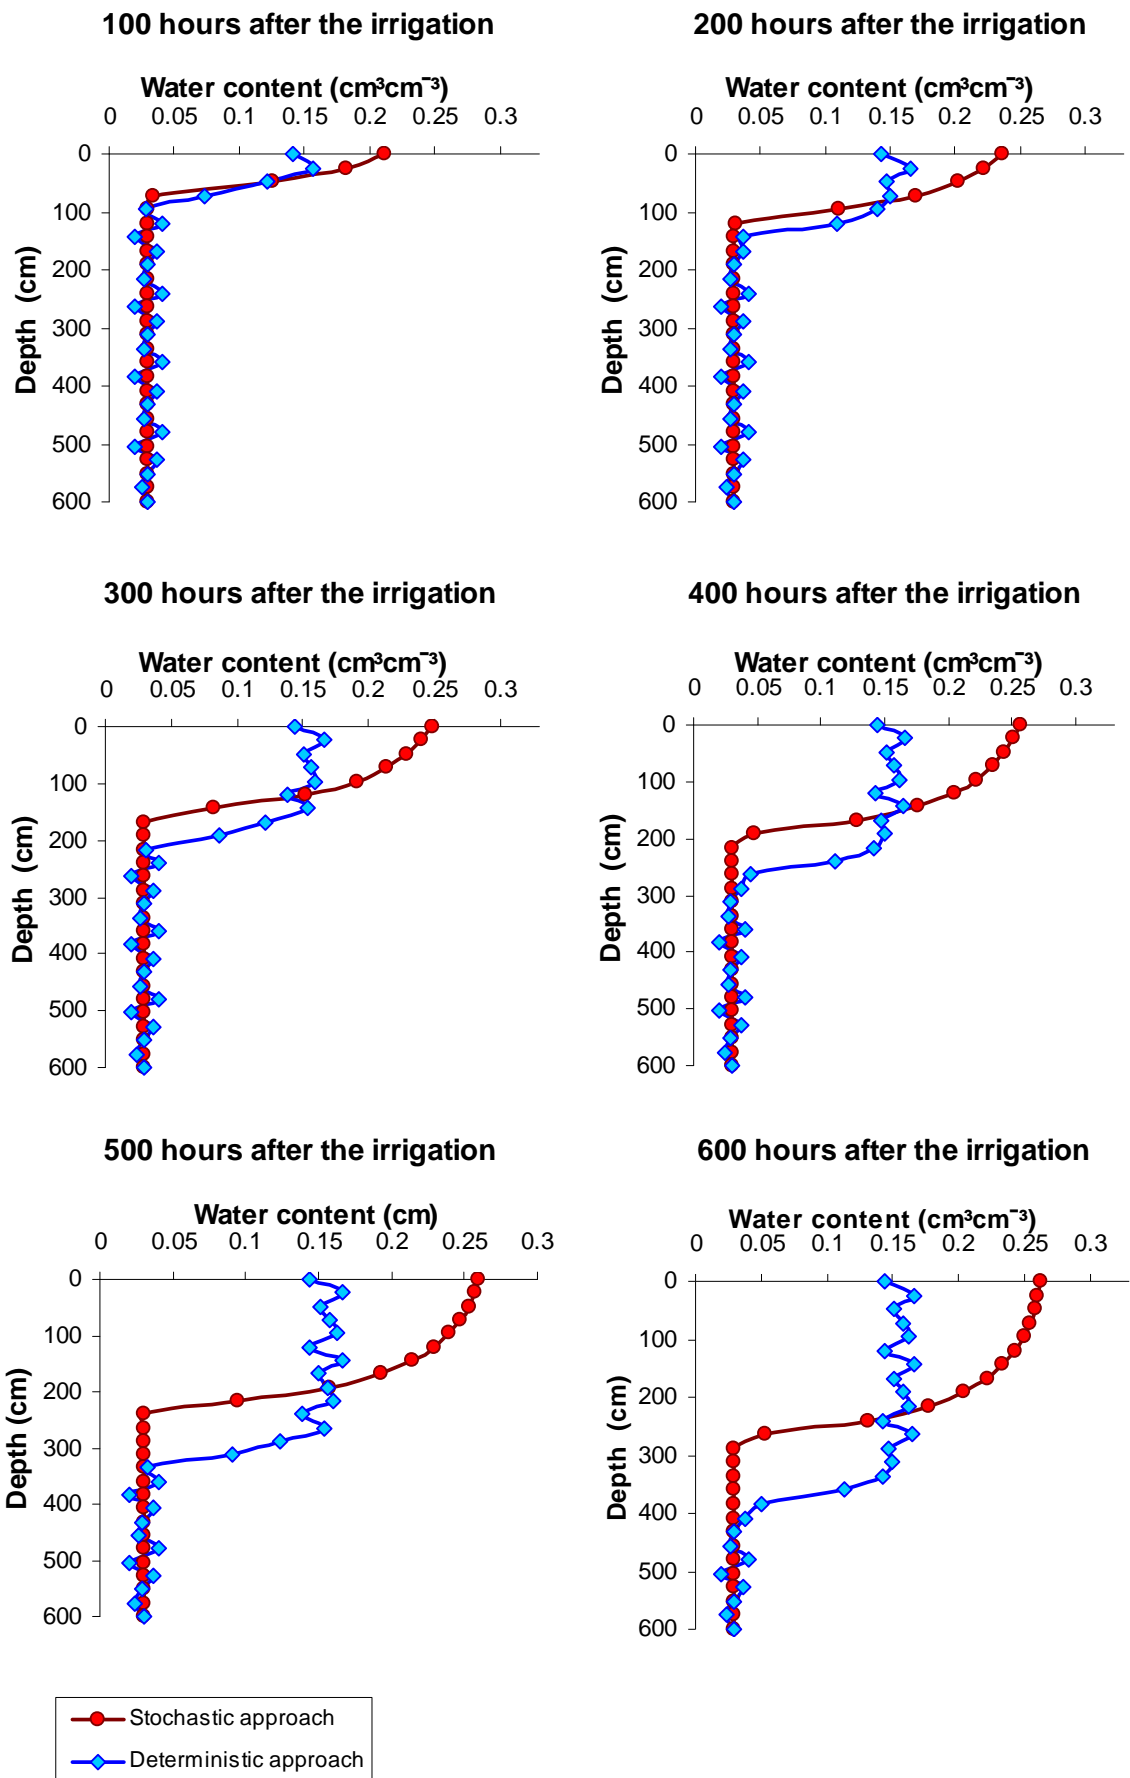 100 hours after the irrigation
Water content (cm³cm⁻³)
0 0.05 0.1 0.15 0.2 0.25 0.3
0
100
200
300
400
500
600
Depth (cm)
200 hours after the irrigation
Water content (cm³cm⁻³)
0 0.05 0.1 0.15 0.2 0.25 0.3
0
100
200
300
400
500
600
Depth (cm)
300 hours after the irrigation
Water content (cm³cm⁻³)
0 0.05 0.1 0.15 0.2 0.25 0.3
0
100
200
300
400
500
600
Depth (cm)
400 hours after the irrigation
Water content (cm³cm⁻³)
0 0.05 0.1 0.15 0.2 0.25 0.3
0
100
200
300
400
500
600
Depth (cm)
500 hours after the irrigation
Water content (cm)
0 0.05 0.1 0.15 0.2 0.25 0.3
0
100
200
300
400
500
600
Depth (cm)
600 hours after the irrigation
Water content (cm³cm⁻³)
0 0.05 0.1 0.15 0.2 0.25 0.3
0
100
200
300
400
500
600
Depth (cm)
Stochastic approach
Deterministic approach